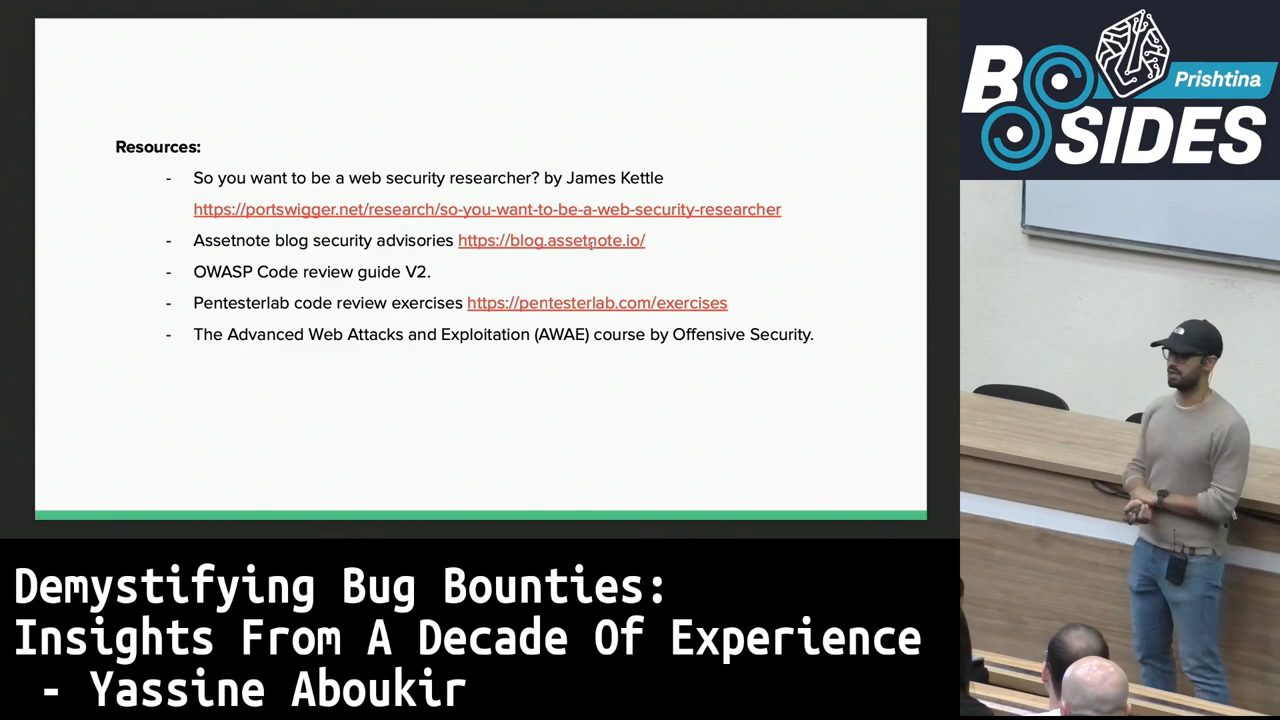 Resources:
- So you want to be a web security researcher? by James Kettle
https://portswigger.net/research/so-you-want-to-be-a-web-security-researcher
- Assetnote blog security advisories https://blog.assetnote.io/
- OWASP Code review guide V2.
- Pentesterlab code review exercises https://pentesterlab.com/exercises
- The Advanced Web Attacks and Exploitation (AWAE) course by Offensive Security.
BSIDES
Prishtina
Demystifying Bug Bounties:
Insights From A Decade Of Experience
- Yassine Aboukir